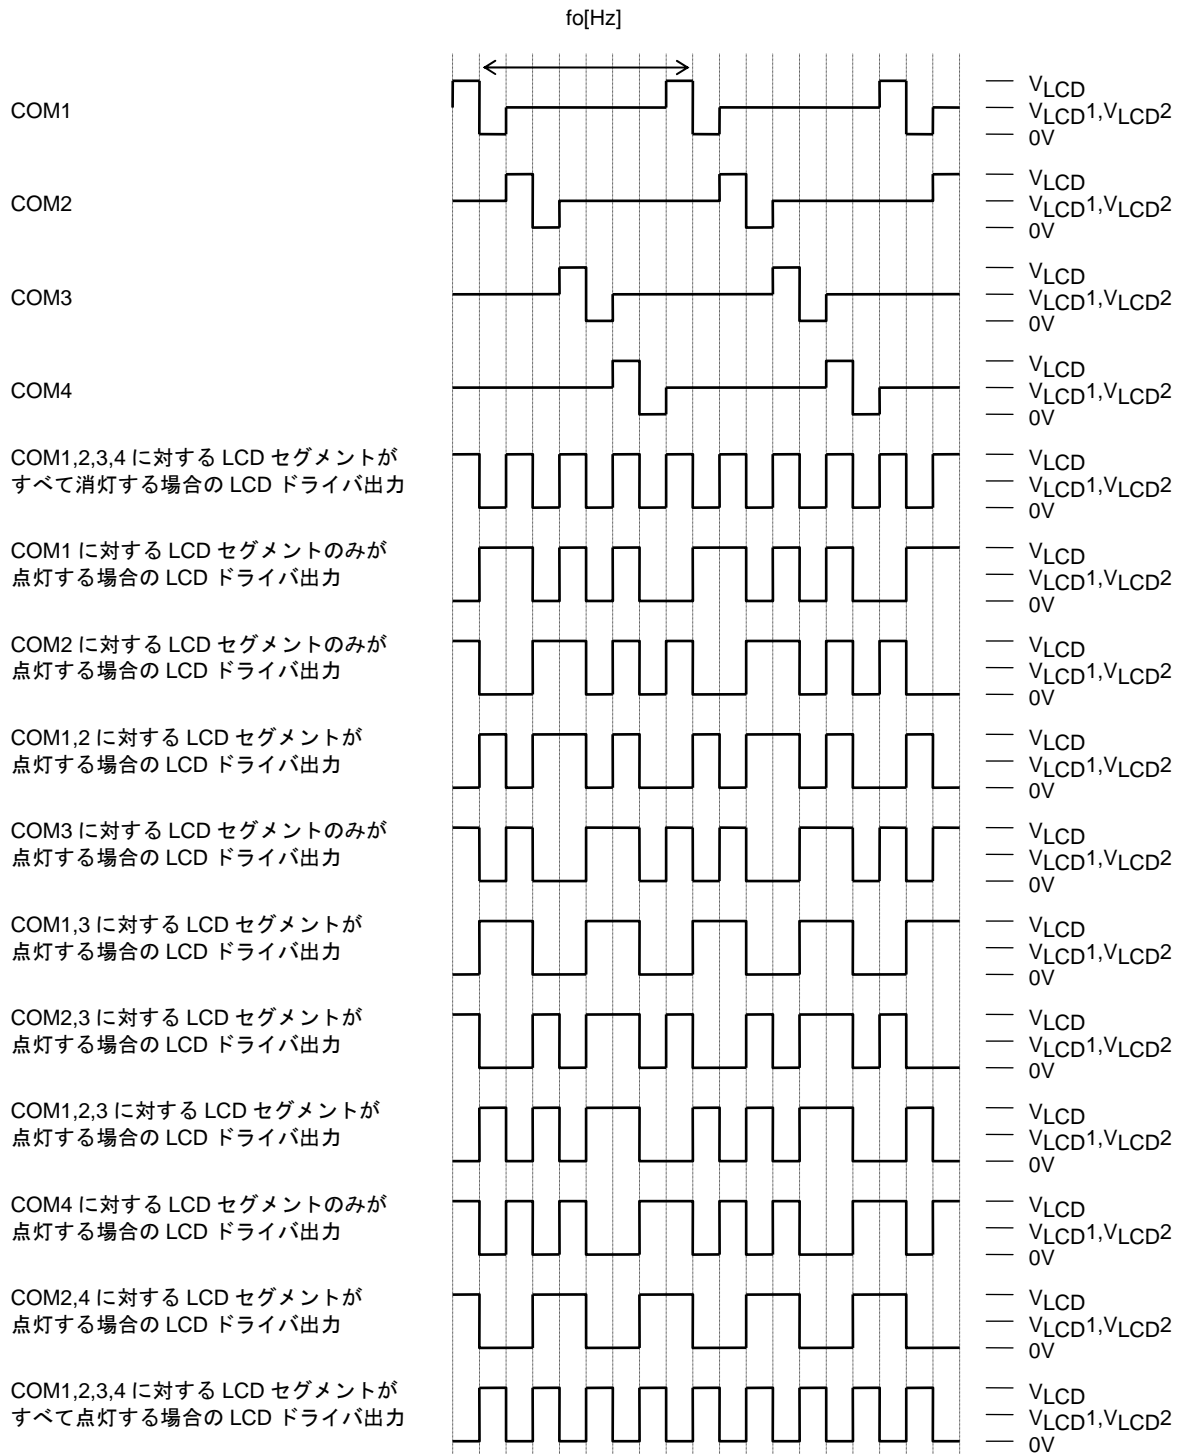 fo[Hz]
COM1
VLCD
VLCD1,VLCD2
0V
COM2
VLCD
VLCD1,VLCD2
0V
COM3
VLCD
VLCD1,VLCD2
0V
COM4
VLCD
VLCD1,VLCD2
0V
COM1,2,3,4 に対する LCD セグメントが
すべて消灯する場合の LCD ドライバ出力
VLCD
VLCD1,VLCD2
0V
COM1 に対する LCD セグメントのみが
点灯する場合の LCD ドライバ出力
VLCD
VLCD1,VLCD2
0V
COM2 に対する LCD セグメントのみが
点灯する場合の LCD ドライバ出力
VLCD
VLCD1,VLCD2
0V
COM1,2 に対する LCD セグメントが
点灯する場合の LCD ドライバ出力
VLCD
VLCD1,VLCD2
0V
COM3 に対する LCD セグメントのみが
点灯する場合の LCD ドライバ出力
VLCD
VLCD1,VLCD2
0V
COM1,3 に対する LCD セグメントが
点灯する場合の LCD ドライバ出力
VLCD
VLCD1,VLCD2
0V
COM2,3 に対する LCD セグメントが
点灯する場合の LCD ドライバ出力
VLCD
VLCD1,VLCD2
0V
COM1,2,3 に対する LCD セグメントが
点灯する場合の LCD ドライバ出力
VLCD
VLCD1,VLCD2
0V
COM4 に対する LCD セグメントのみが
点灯する場合の LCD ドライバ出力
VLCD
VLCD1,VLCD2
0V
COM2,4 に対する LCD セグメントが
点灯する場合の LCD ドライバ出力
VLCD
VLCD1,VLCD2
0V
COM1,2,3,4 に対する LCD セグメントが
すべて点灯する場合の LCD ドライバ出力
VLCD
VLCD1,VLCD2
0V